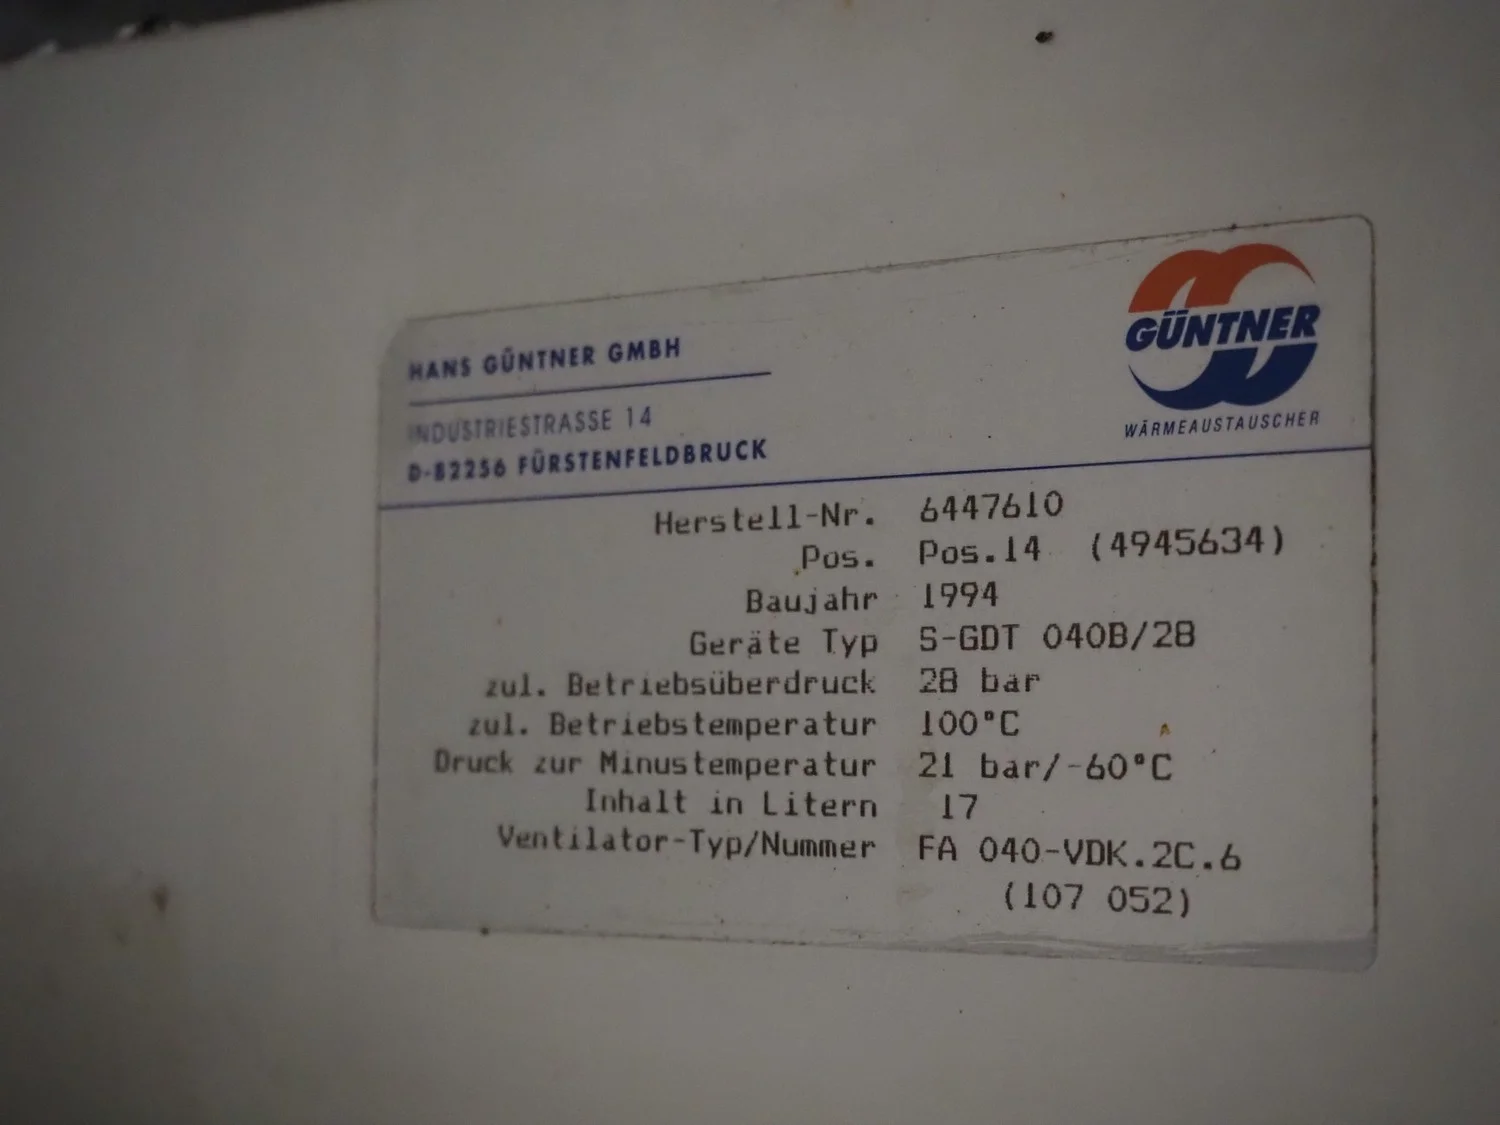 HANS GÜNTNER GMBH
INDUSTRIESTRASSE 14
D-82256 FÜRSTENFELDBRUCK
GÜNTNER
WÄRMEAUSTAUSCHER
Herstell-Nr. 6447610
Pos. Pos.14 (4945634)
Baujahr 1994
Geräte Typ S-GDT 040B/28
zul. Betriebsüberdruck 28 bar
zul. Betriebstemperatur 100°C
Druck zur Minustemperatur 21 bar/-60°C
Inhalt in Litern 17
Ventilator-Typ/Nummer FA 040-VDK.2C.6
(107 052)